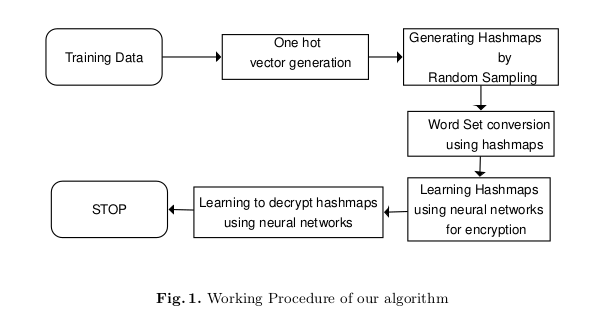 Training Data
One hot
vector generation
Generating Hashmaps
by
Random Sampling
Word Set conversion
using hashmaps
Learning Hashmaps
using neural networks
for encryption
Learning to decrypt hashmaps
using neural networks
STOP
Fig. 1. Working Procedure of our algorithm